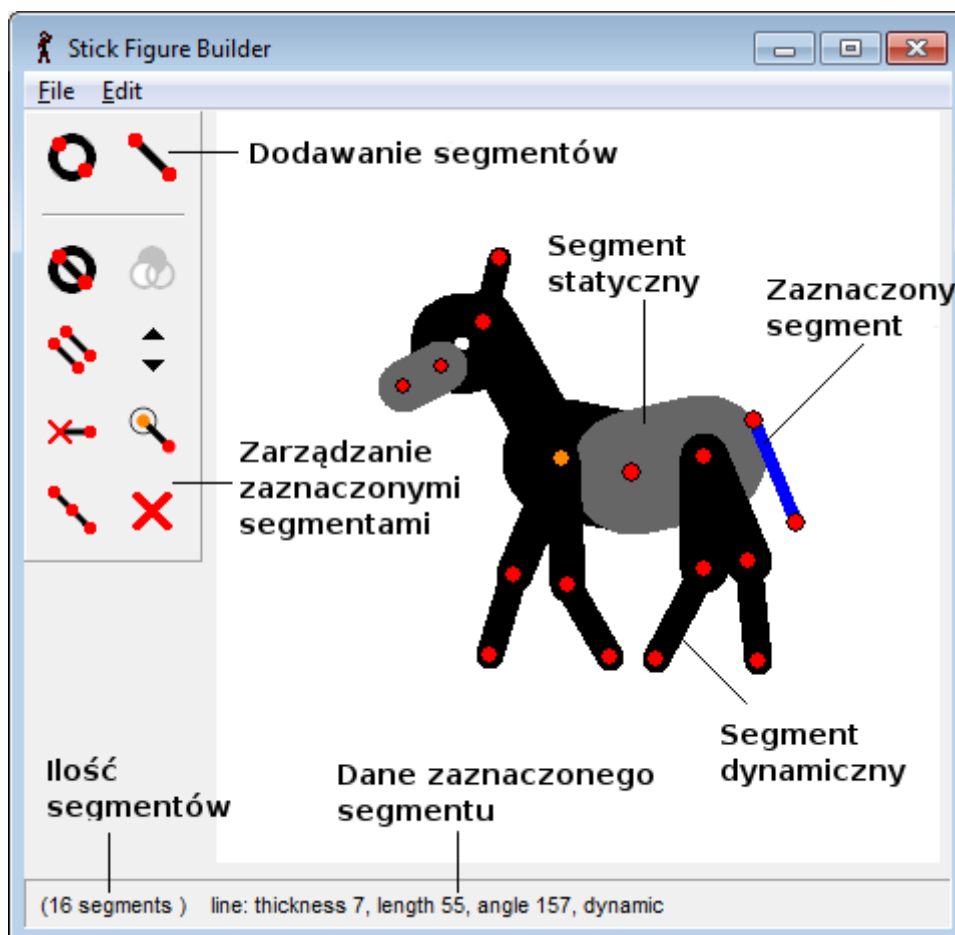 Stick Figure Builder
File Edit
Dodawanie segmentów
Segment
statyczny
Zaznaczony
segment
Zarządzanie
zaznaczonymi
segmentami
Segment
dynamiczny
Ilość
segmentów
Dane zaznaczonego
segmentu
(16 segments ) line: thickness 7, length 55, angle 157, dynamic